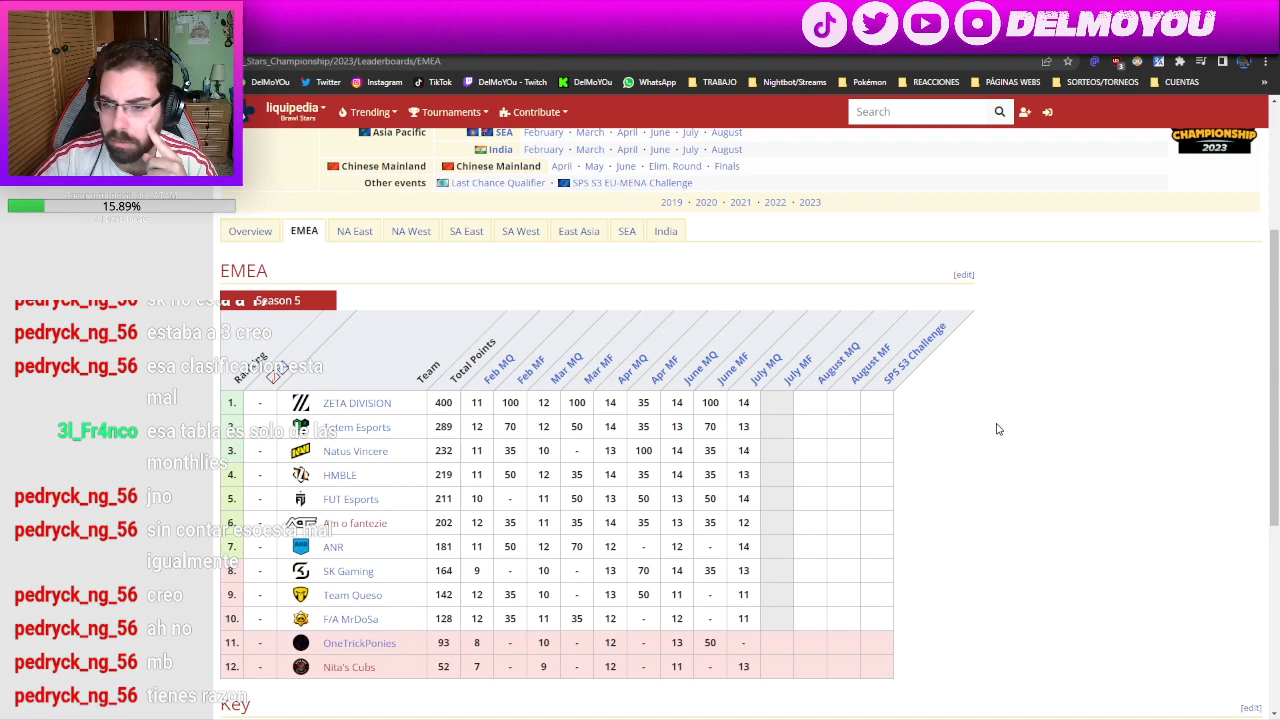 DELMOYOU
_Stars_Championship/2023/Leaderboards/EMEA
DelMoYOu Twitter Instagram TikTok DelMoYOu - Twitch DelMoYOu WhatsApp TRABAJO Nightbot/Streams Pokémon REACCIONES PÁGINAS WEBS SORTEOS/TORNEOS CUENTAS
liquipedia
Brawl Stars
Trending Tournaments Contribute Search
Asia Pacific SEA February · March · April · June · July · August
India February · March · April · June · July · August
Chinese Mainland Chinese Mainland April · May · June · Elim. Round · Finals
Other events Last Chance Qualifier · SPS S3 EU-MENA Challenge
2019 · 2020 · 2021 · 2022 · 2023
CHAMPIONSHIP
2023
15.89%
Overview EMEA NA East NA West SA East SA West East Asia SEA India
EMEA [edit]
Season 5
Ranking Team Total Points Feb MQ Feb MF Mar MQ Mar MF Apr MQ Apr MF June MQ June MF July MQ July MF August MQ August MF SPS S3 Challenge
1. - ZETA DIVISION 400 11 100 12 100 14 35 14 100 14
2. - Totem Esports 289 12 70 12 50 14 35 13 70 13
3. - Natus Vincere 232 11 35 10 - 13 100 14 35 14
4. - HMBLE 219 11 50 12 35 14 35 14 35 13
5. - FUT Esports 211 10 - 11 50 13 50 13 50 14
6. - Am o fantezie 202 12 35 11 35 14 35 13 35 12
7. - ANR 181 11 50 12 70 12 - 12 - 14
8. - SK Gaming 164 9 - 10 - 13 70 14 35 13
9. - Team Queso 142 12 35 10 - 13 50 11 - 11
10. - F/A MrDoSa 128 12 35 11 35 12 - 12 - 11
11. - OneTrickPonies 93 8 - 10 - 12 - 13 50 -
12. - Nita's Cubs 52 7 - 9 - 12 - 11 - 13
Key [edit]
pedryck_ng_56 sk no esta
pedryck_ng_56 estaba a 3 creo
pedryck_ng_56 esa clasificacion esta
mal
3l_Fr4nco esa tabla es solo de las
monthlies
pedryck_ng_56 jno
pedryck_ng_56 sin contar esoesta mal
igualmente
pedryck_ng_56 creo
pedryck_ng_56 ah no
pedryck_ng_56 mb
pedryck_ng_56 tienes razon